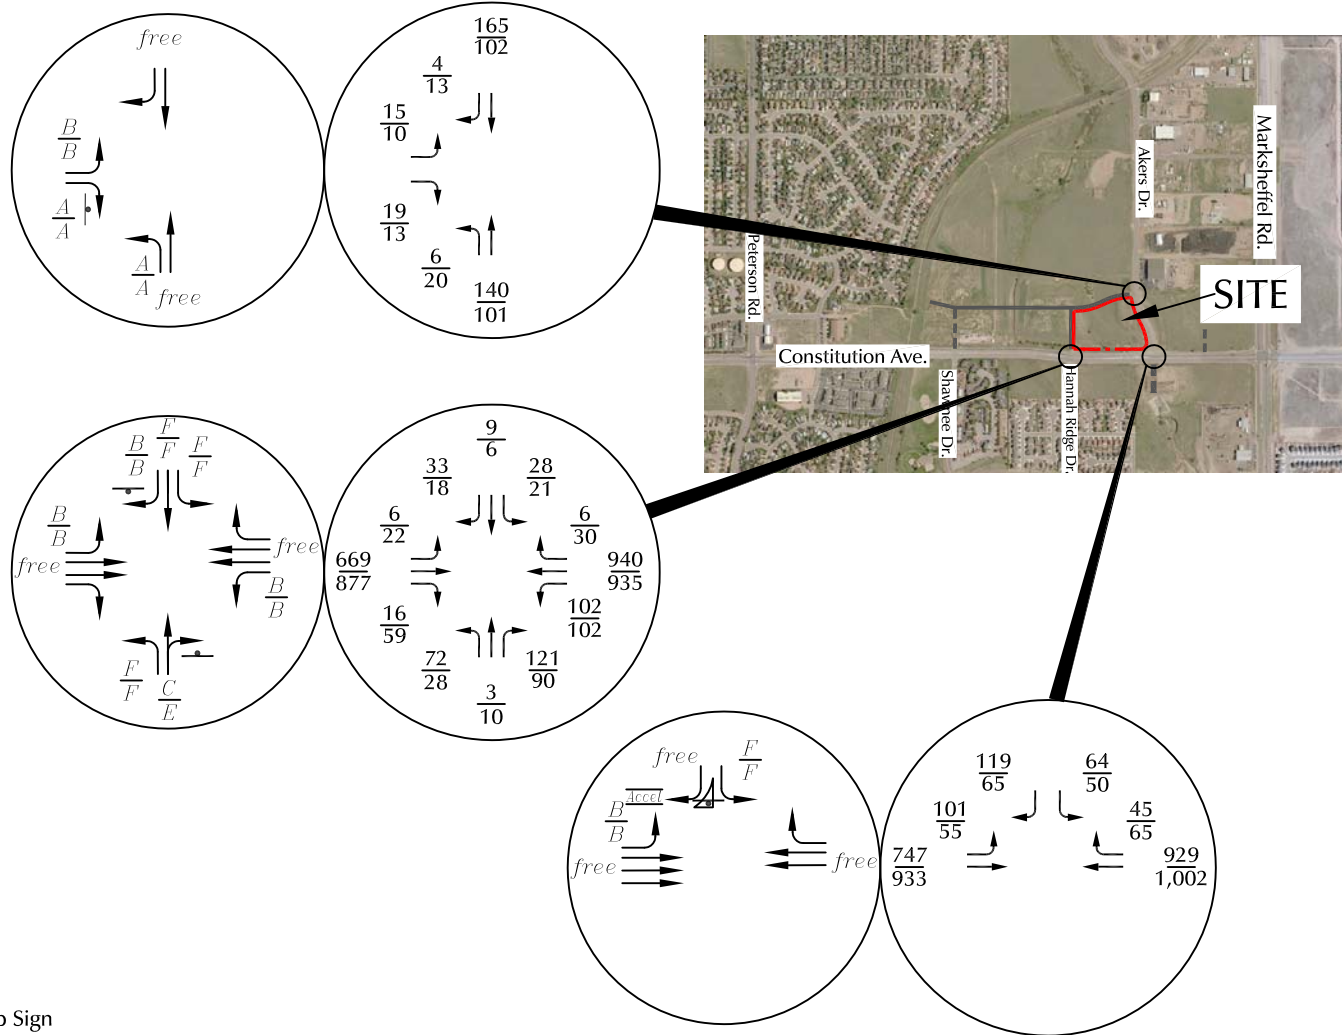 free
B
B
A
A
A
A
free
165
102
4
13
15
10
19
13
6
20
140
101
Marksheffel Rd.
Akers Dr.
Peterson Rd.
SITE
Constitution Ave.
Shawnee Dr.
Hannah Ridge Dr.
B
B
F
F
F
F
B
B
free
free
B
B
F
F
C
E
9
6
33
18
28
21
6
22
6
30
669
877
940
935
16
59
102
102
72
28
121
90
3
10
free
F
F
Accel
B
B
free
free
119
65
64
50
101
55
45
65
747
933
929
1,002
p Sign